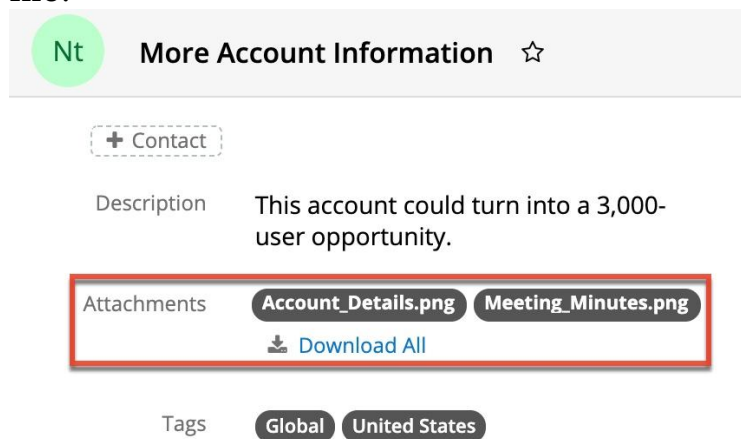 Nt More Account Information
+ Contact
Description This account could turn into a 3,000-
user opportunity.
Attachments Account_Details.png Meeting_Minutes.png
Download All
Tags Global United States